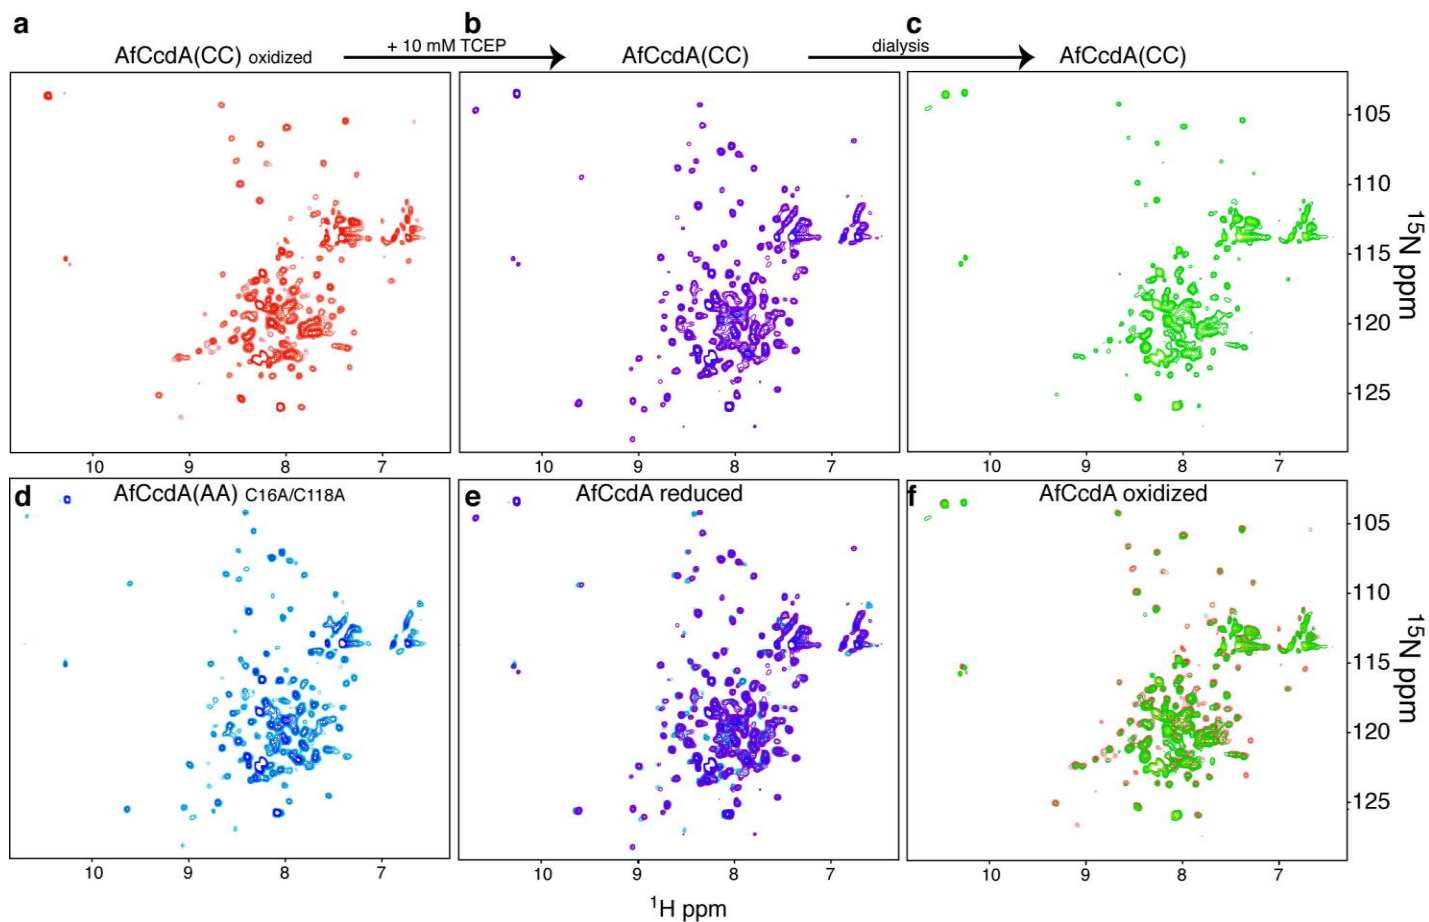 a
b
c
AfCcdA(CC) oxidized
+ 10 mM TCEP
AfCcdA(CC)
dialysis
AfCcdA(CC)
105
110
115
120
125
15N ppm
10 9 8 7
10 9 8 7
10 9 8 7
d
AfCcdA(AA) C16A/C118A
e
AfCcdA reduced
f
AfCcdA oxidized
105
110
115
120
125
15N ppm
10 9 8 7
10 9 8 7
10 9 8 7
1H ppm